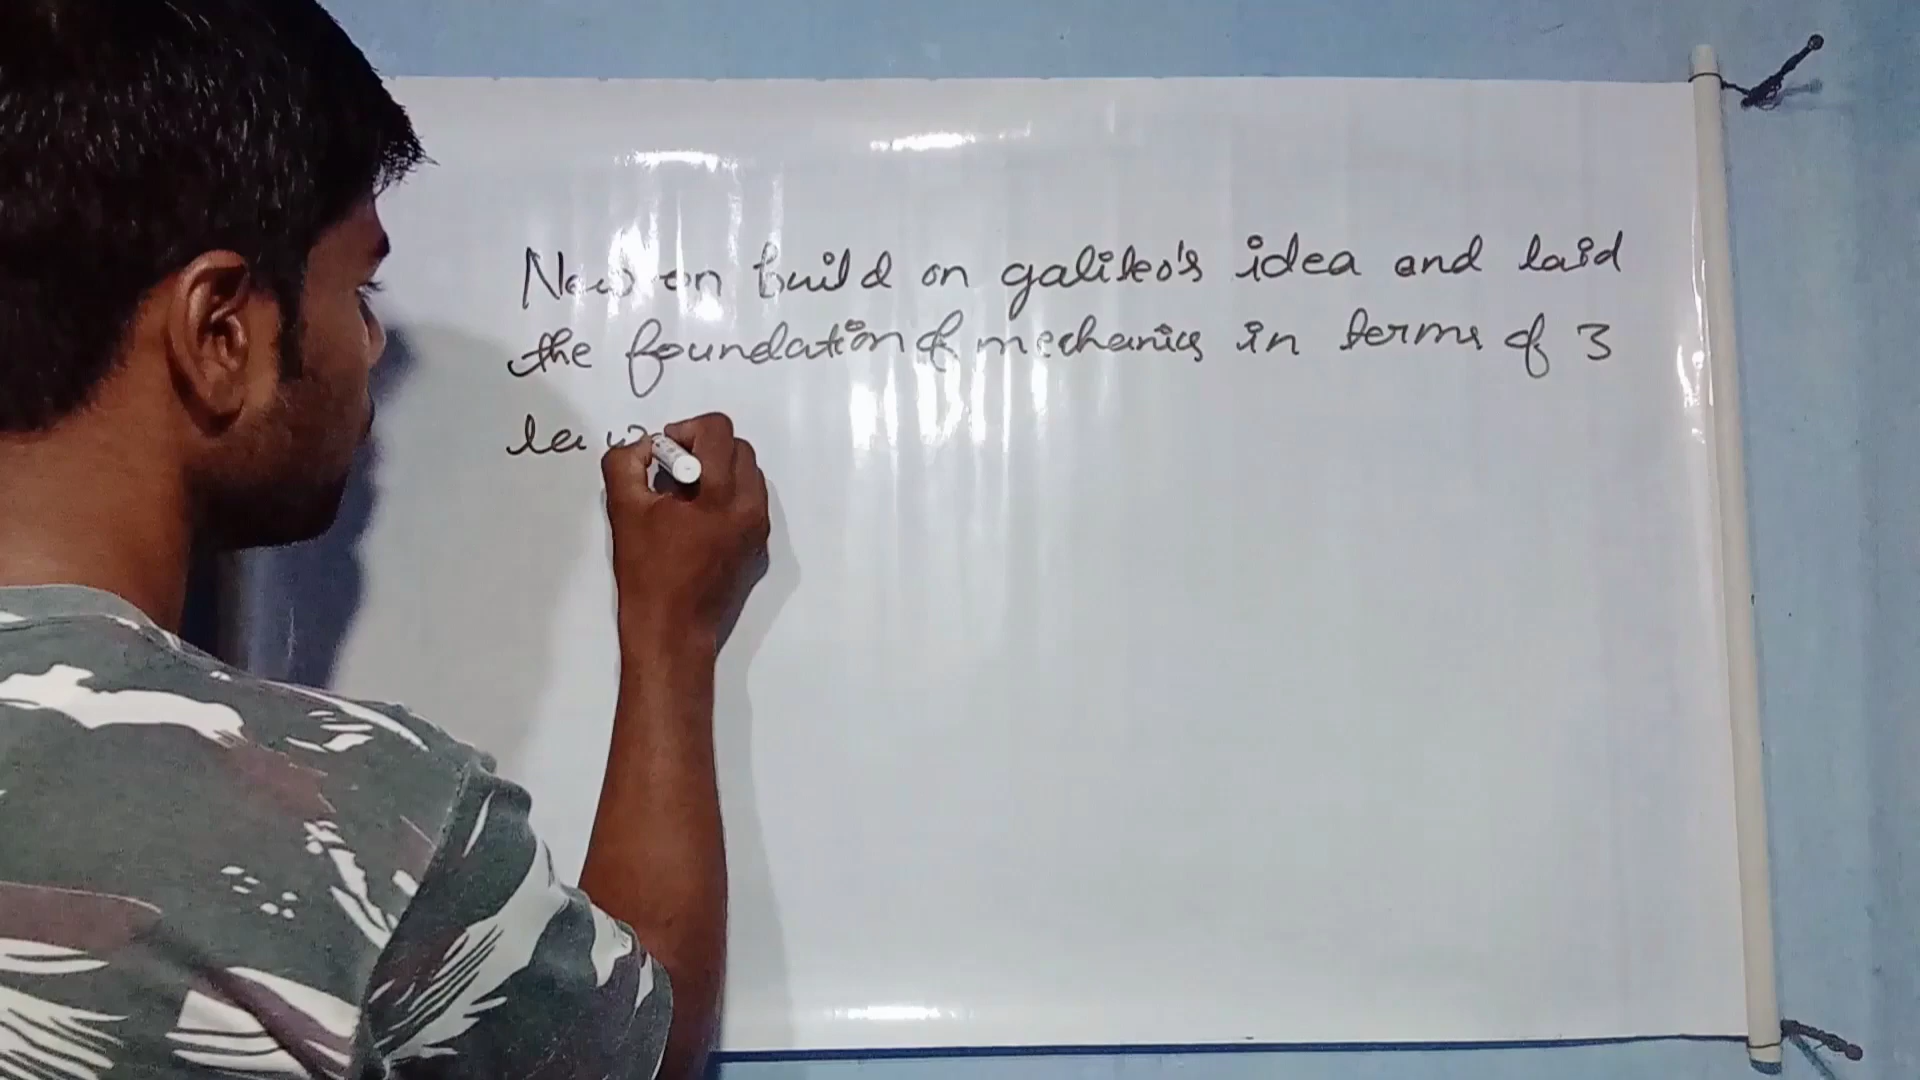 Newton build on galileo's idea and laid
the foundation of mechanics in terms of 3
law